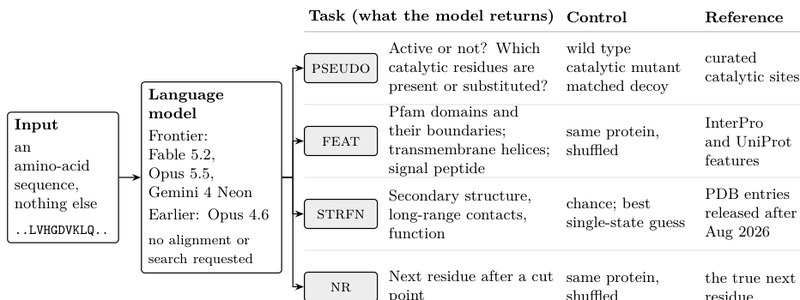 Task (what the model returns) Control Reference
Input
an
amino-acid
sequence,
nothing else
..LVHGDVKLQ..
Language
model
Frontier:
Fable 5.2,
Opus 5.5,
Gemini 4 Neon
Earlier: Opus 4.6
no alignment or
search requested
PSEUDO
Active or not? Which
catalytic residues are
present or substituted?
wild type
catalytic mutant
matched decoy
curated
catalytic sites
FEAT
Pfam domains and
their boundaries;
transmembrane helices;
signal peptide
same protein,
shuffled
InterPro
and UniProt
features
STRFN
Secondary structure,
long-range contacts,
function
chance; best
single-state guess
PDB entries
released after
Aug 2026
NR
Next residue after a cut
point
same protein,
shuffled
the true next
residue